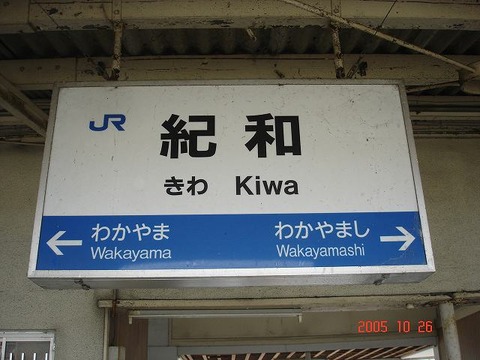 JR
紀和
きわ Kiwa
← わかやま わかやまし →
Wakayama Wakayamashi
2005 10 26